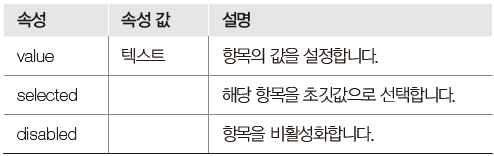 속성 속성 값 설명
value 텍스트 항목의 값을 설정합니다.
selected 해당 항목을 초깃값으로 선택합니다.
disabled 항목을 비활성화합니다.